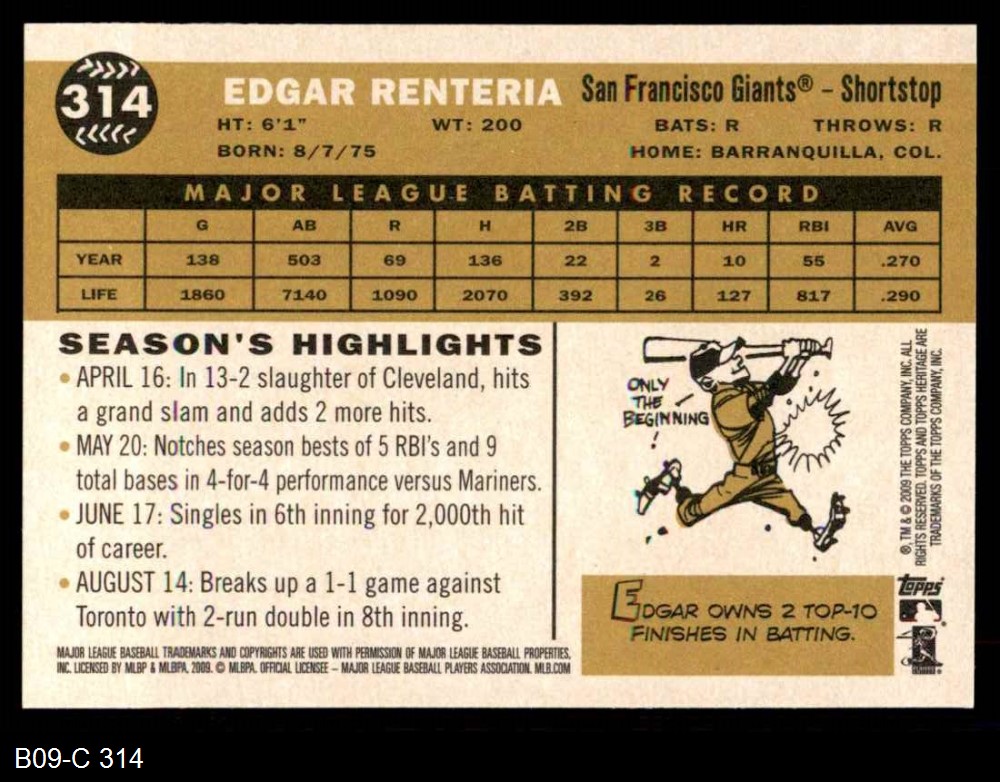 314
EDGAR RENTERIA San Francisco Giants® – Shortstop
HT: 6'1" WT: 200 BATS: R THROWS: R
BORN: 8/7/75 HOME: BARRANQUILLA, COL.
MAJOR LEAGUE BATTING RECORD
G AB R H 2B 3B HR RBI AVG
YEAR 138 503 69 136 22 2 10 55 .270
LIFE 1860 7140 1090 2070 392 26 127 817 .290
SEASON'S HIGHLIGHTS
• APRIL 16: In 13-2 slaughter of Cleveland, hits
a grand slam and adds 2 more hits.
• MAY 20: Notches season bests of 5 RBI's and 9
total bases in 4-for-4 performance versus Mariners.
• JUNE 17: Singles in 6th inning for 2,000th hit
of career.
• AUGUST 14: Breaks up a 1-1 game against
Toronto with 2-run double in 8th inning.
MAJOR LEAGUE BASEBALL TRADEMARKS AND COPYRIGHTS ARE USED WITH PERMISSION OF MAJOR LEAGUE BASEBALL PROPERTIES,
INC. LICENSED BY MLBP & MLBPA, 2009. © MLBPA. OFFICIAL LICENSEE – MAJOR LEAGUE BASEBALL PLAYERS ASSOCIATION. MLB.COM
ONLY
THE
BEGINNING
!
EDGAR OWNS 2 TOP-10
FINISHES IN BATTING.
®, TM & © 2009 THE TOPPS COMPANY, INC. ALL
RIGHTS RESERVED. TOPPS AND TOPPS HERITAGE ARE
TRADEMARKS OF THE TOPPS COMPANY, INC.
Topps
B09-C 314